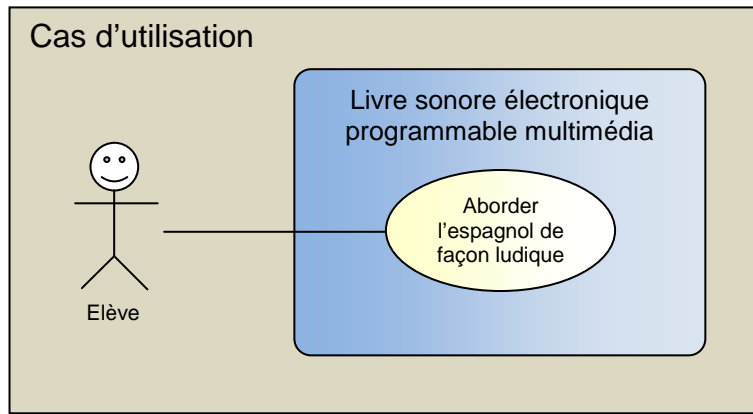 Cas d’utilisation
Livre sonore électronique
programmable multimédia
Aborder
l’espagnol de
façon ludique
Elève